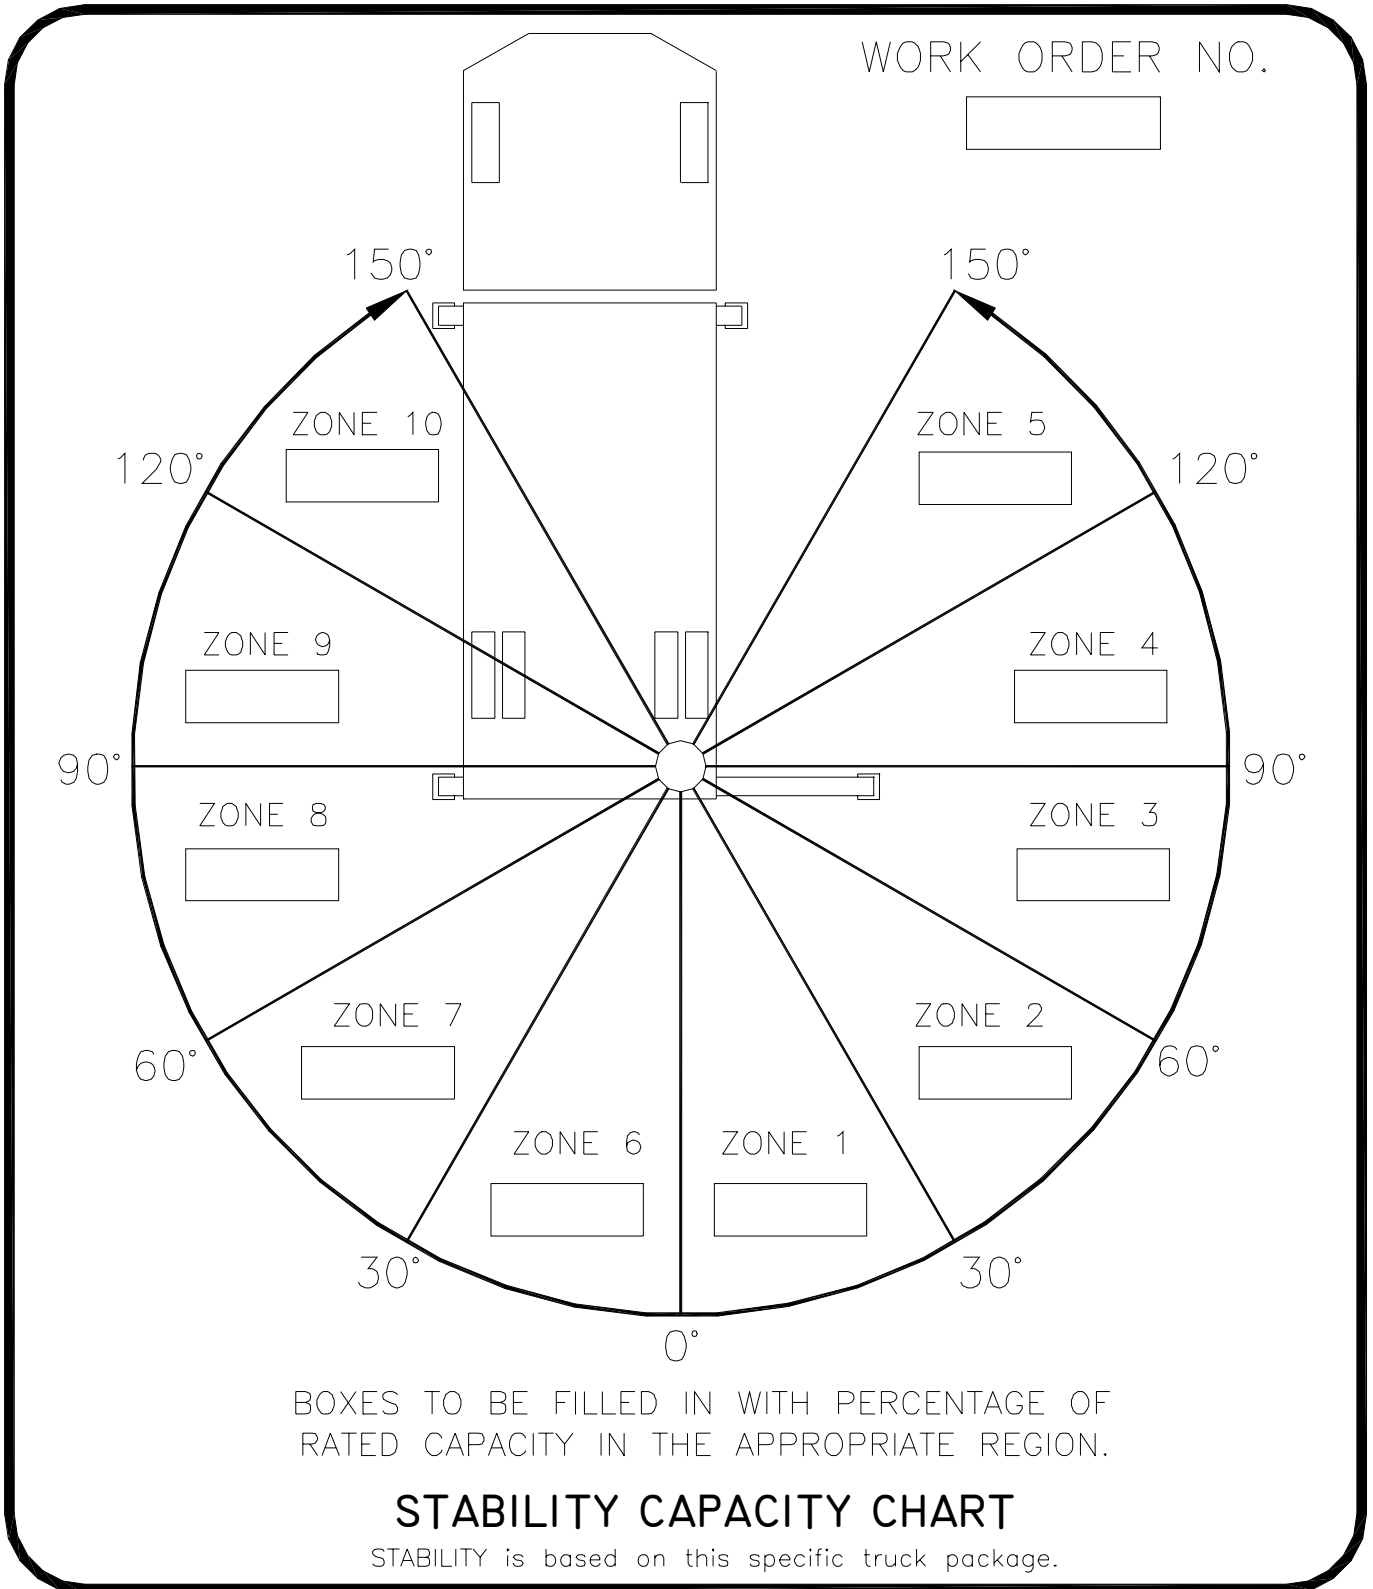 WORK ORDER NO.
150° 150°
ZONE 10 ZONE 5
120° 120°
ZONE 9 ZONE 4
90° 90°
ZONE 8 ZONE 3
ZONE 7 ZONE 2
60° 60°
ZONE 6 ZONE 1
30° 30°
0°
BOXES TO BE FILLED IN WITH PERCENTAGE OF
RATED CAPACITY IN THE APPROPRIATE REGION.
STABILITY CAPACITY CHART
STABILITY is based on this specific truck package.